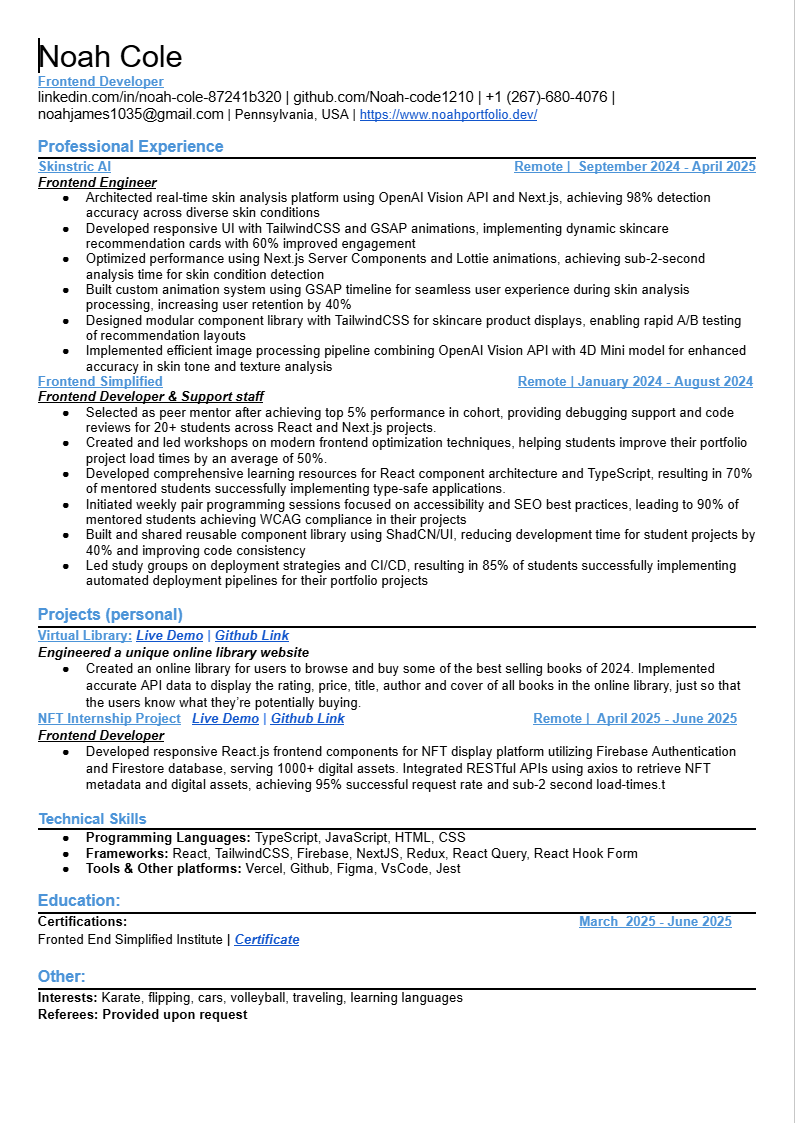 Noah Cole
Frontend Developer
linkedin.com/in/noah-cole-87241b320 | github.com/Noah-code1210 | +1 (267)-680-4076 |
noahjames1035@gmail.com | Pennsylvania, USA | https://www.noahportfolio.dev/
Professional Experience
Skinstric AI Remote | September 2024 - April 2025
Frontend Engineer
● Architected real-time skin analysis platform using OpenAI Vision API and Next.js, achieving 98% detection
accuracy across diverse skin conditions
● Developed responsive UI with TailwindCSS and GSAP animations, implementing dynamic skincare
recommendation cards with 60% improved engagement
● Optimized performance using Next.js Server Components and Lottie animations, achieving sub-2-second
analysis time for skin condition detection
● Built custom animation system using GSAP timeline for seamless user experience during skin analysis
processing, increasing user retention by 40%
● Designed modular component library with TailwindCSS for skincare product displays, enabling rapid A/B testing
of recommendation layouts
● Implemented efficient image processing pipeline combining OpenAI Vision API with 4D Mini model for enhanced
accuracy in skin tone and texture analysis
Frontend Simplified Remote | January 2024 - August 2024
Frontend Developer & Support staff
● Selected as peer mentor after achieving top 5% performance in cohort, providing debugging support and code
reviews for 20+ students across React and Next.js projects.
● Created and led workshops on modern frontend optimization techniques, helping students improve their portfolio
project load times by an average of 50%.
● Developed comprehensive learning resources for React component architecture and TypeScript, resulting in 70%
of mentored students successfully implementing type-safe applications.
● Initiated weekly pair programming sessions focused on accessibility and SEO best practices, leading to 90% of
mentored students achieving WCAG compliance in their projects
● Built and shared reusable component library using ShadCN/UI, reducing development time for student projects by
40% and improving code consistency
● Led study groups on deployment strategies and CI/CD, resulting in 85% of students successfully implementing
automated deployment pipelines for their portfolio projects
Projects (personal)
Virtual Library: Live Demo | Github Link
Engineered a unique online library website
● Created an online library for users to browse and buy some of the best selling books of 2024. Implemented
accurate API data to display the rating, price, title, author and cover of all books in the online library, just so that
the users know what they're potentially buying.
NFT Internship Project Live Demo | Github Link Remote | April 2025 - June 2025
Frontend Developer
● Developed responsive React.js frontend components for NFT display platform utilizing Firebase Authentication
and Firestore database, serving 1000+ digital assets. Integrated RESTful APIs using axios to retrieve NFT
metadata and digital assets, achieving 95% successful request rate and sub-2 second load-times.t
Technical Skills
● Programming Languages: TypeScript, JavaScript, HTML, CSS
● Frameworks: React, TailwindCSS, Firebase, NextJS, Redux, React Query, React Hook Form
● Tools & Other platforms: Vercel, Github, Figma, VsCode, Jest
Education:
Certifications: March 2025 - June 2025
Fronted End Simplified Institute | Certificate
Other:
Interests: Karate, flipping, cars, volleyball, traveling, learning languages
Referees: Provided upon request